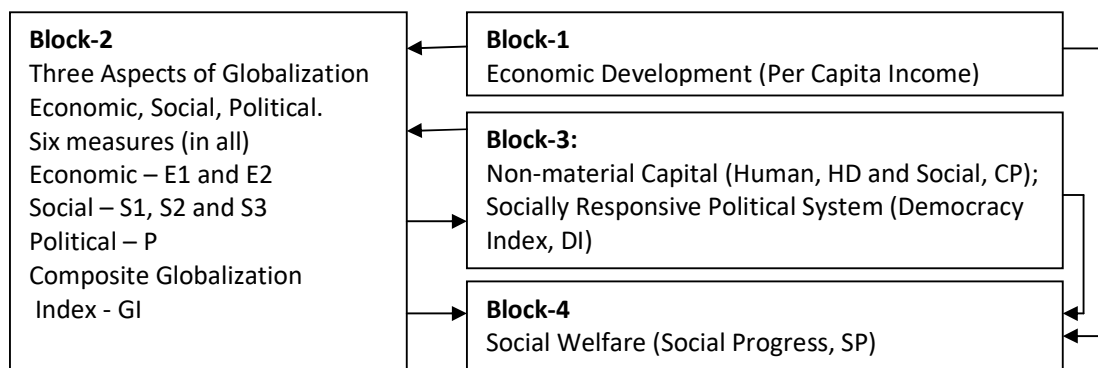 Block-2
Three Aspects of Globalization
Economic, Social, Political.
Six measures (in all)
Economic – E1 and E2
Social – S1, S2 and S3
Political – P
Composite Globalization
Index - GI
Block-1
Economic Development (Per Capita Income)
Block-3:
Non-material Capital (Human, HD and Social, CP);
Socially Responsive Political System (Democracy
Index, DI)
Block-4
Social Welfare (Social Progress, SP)